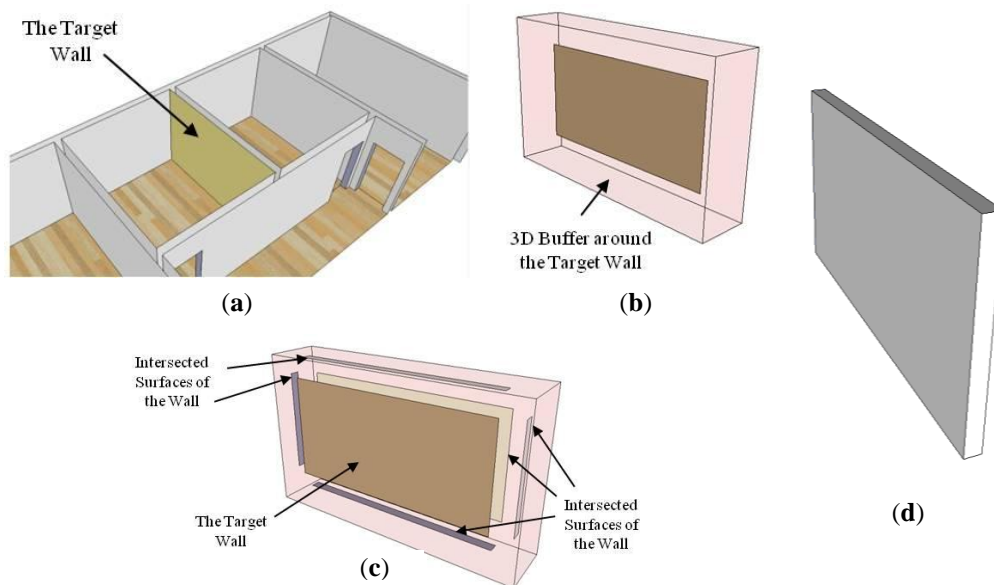 The Target
Wall
(a)
3D Buffer around
the Target Wall
(b)
Intersected
Surfaces of
the Wall
The Target
Wall
Intersected
Surfaces of
the Wall
(c)
(d)